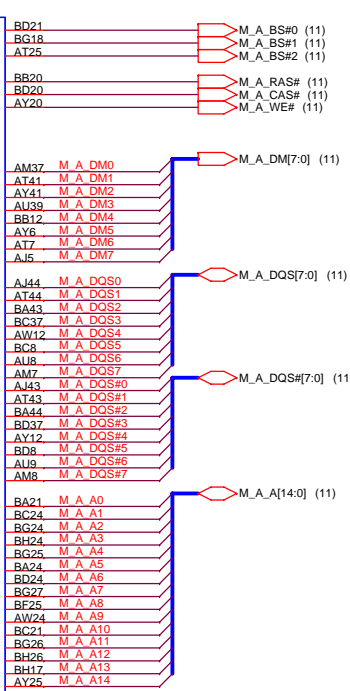 BD21 M_A_BS#0 (11)
BG18 M_A_BS#1 (11)
AT25 M_A_BS#2 (11)
BB20 M_A_RAS# (11)
BD20 M_A_CAS# (11)
AY20 M_A_WE# (11)
M_A_DM[7:0] (11)
AM37 M_A_DM0
AT41 M_A_DM1
AY41 M_A_DM2
AU39 M_A_DM3
BB12 M_A_DM4
AY6 M_A_DM5
AT7 M_A_DM6
AJ5 M_A_DM7
M_A_DQS[7:0] (11)
AJ44 M_A_DQS0
AT44 M_A_DQS1
BA43 M_A_DQS2
BC37 M_A_DQS3
AW12 M_A_DQS4
BC8 M_A_DQS5
AU8 M_A_DQS6
AM7 M_A_DQS7
M_A_DQS#[7:0] (11
AJ43 M_A_DQS#0
AT43 M_A_DQS#1
BA44 M_A_DQS#2
BD37 M_A_DQS#3
AY12 M_A_DQS#4
BD8 M_A_DQS#5
AU9 M_A_DQS#6
AM8 M_A_DQS#7
M_A_A[14:0] (11)
BA21 M_A_A0
BC24 M_A_A1
BG24 M_A_A2
BH24 M_A_A3
BG25 M_A_A4
BA24 M_A_A5
BD24 M_A_A6
BG27 M_A_A7
BF25 M_A_A8
AW24 M_A_A9
BC21 M_A_A10
BG26 M_A_A11
BH26 M_A_A12
BH17 M_A_A13
AY25 M_A_A14